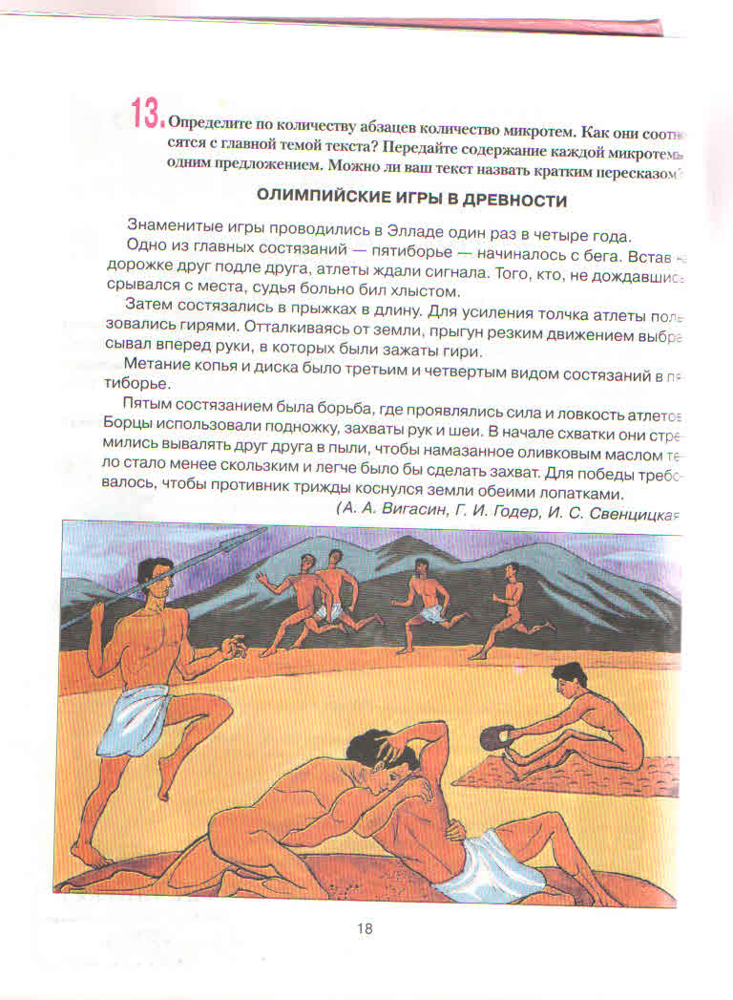 13. Определите по количеству абзацев количество микротем. Как они соотно
сятся с главной темой текста? Передайте содержание каждой микротемы
одним предложением. Можно ли ваш текст назвать кратким пересказом?
ОЛИМПИЙСКИЕ ИГРЫ В ДРЕВНОСТИ
Знаменитые игры проводились в Элладе один раз в четыре года.
Одно из главных состязаний — пятиборье — начиналось с бега. Встав на
дорожке друг подле друга, атлеты ждали сигнала. Того, кто, не дождавшись
срывался с места, судья больно бил хлыстом.
Затем состязались в прыжках в длину. Для усиления толчка атлеты поль
зовались гирями. Отталкиваясь от земли, прыгун резким движением выбра
сывал вперед руки, в которых были зажаты гири.
Метание копья и диска было третьим и четвертым видом состязаний в пя
тиборье.
Пятым состязанием была борьба, где проявлялись сила и ловкость атлетов
Борцы использовали подножку, захваты рук и шеи. В начале схватки они стре
мились вывалять друг друга в пыли, чтобы намазанное оливковым маслом те-
ло стало менее скользким и легче было бы сделать захват. Для победы требо-
валось, чтобы противник трижды коснулся земли обеими лопатками.
(А. А. Вигасин, Г. И. Годер, И. С. Свенцицкая
18